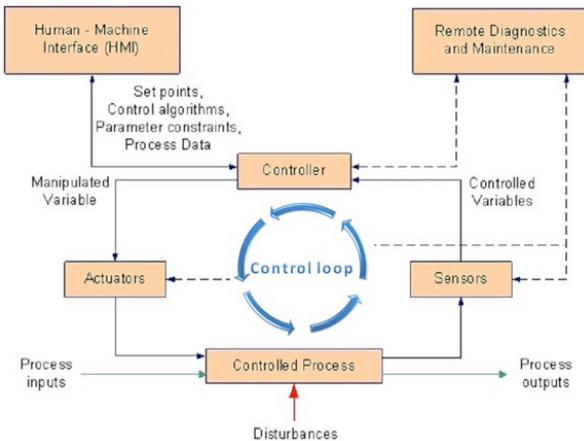 Human - Machine
Interface (HMI)
Remote Diagnostics
and Maintenance
Set points,
Control algorithms,
Parameter constraints,
Process Data
Controller
Manipulated
Variable
Controlled
Variables
Actuators
Control loop
Sensors
Process
inputs
Controlled Process
Process
outputs
Disturbances